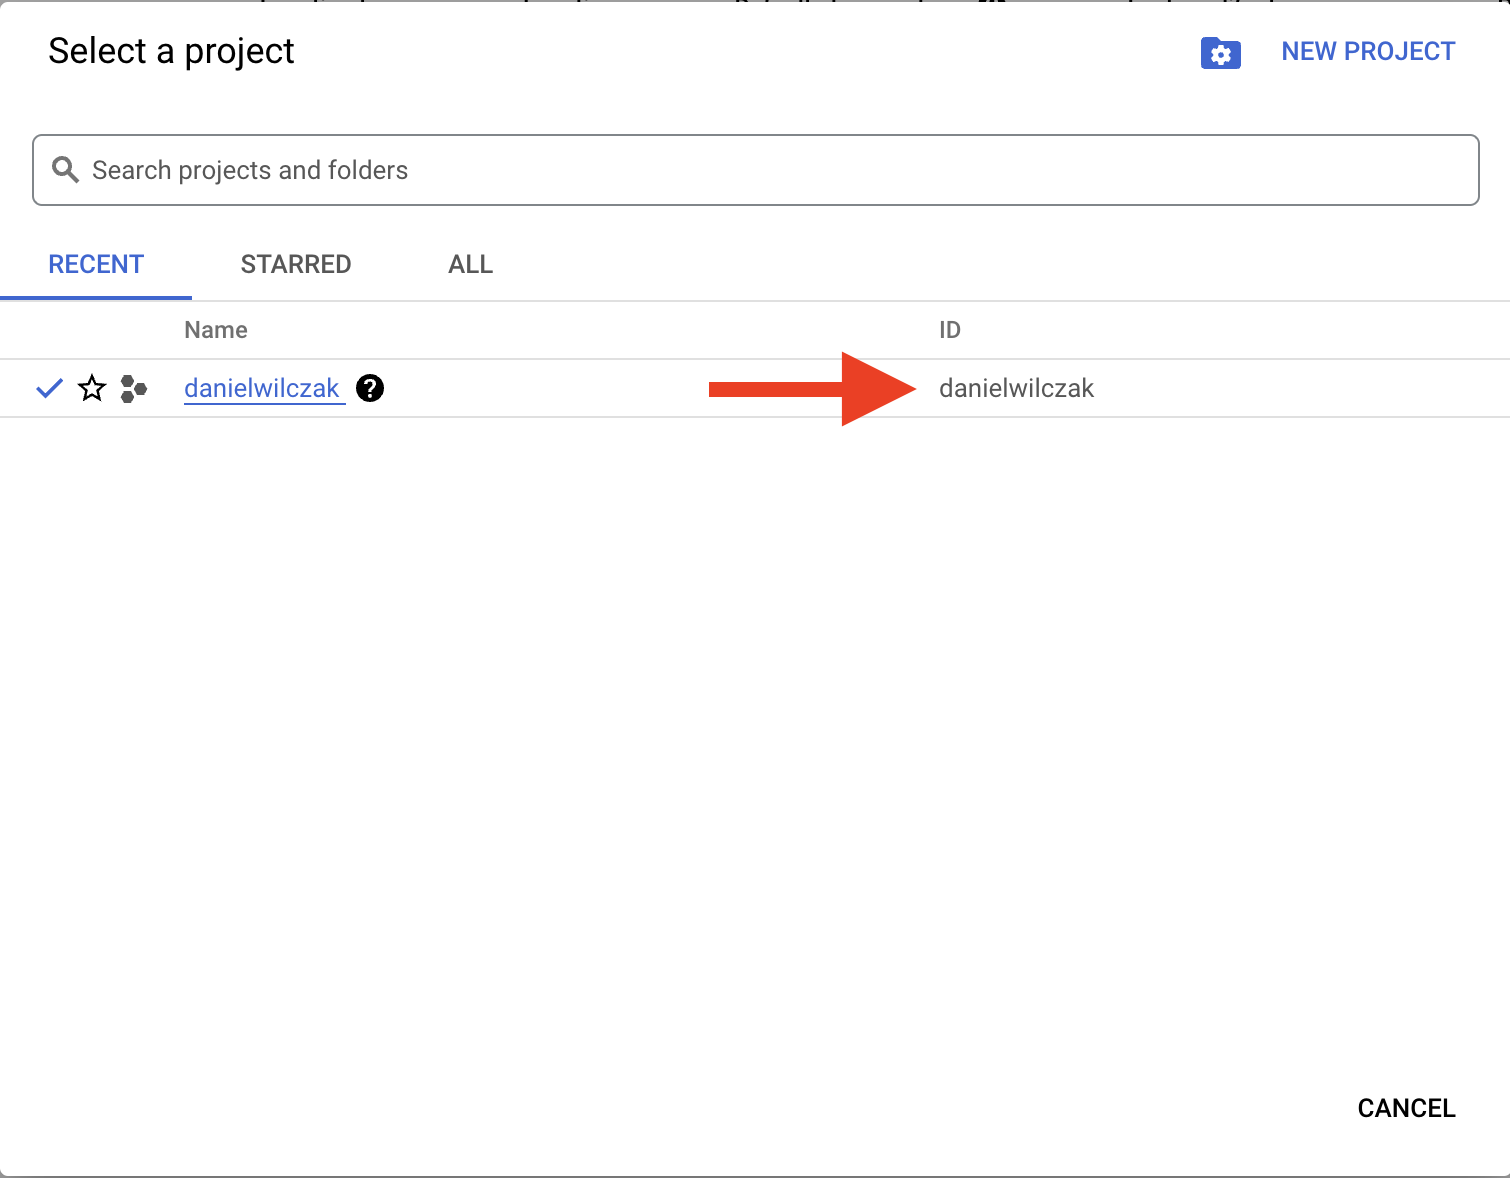 Select a project
NEW PROJECT
Search projects and folders
RECENT STARRED ALL
Name ID
danielwilczak ? danielwilczak
CANCEL